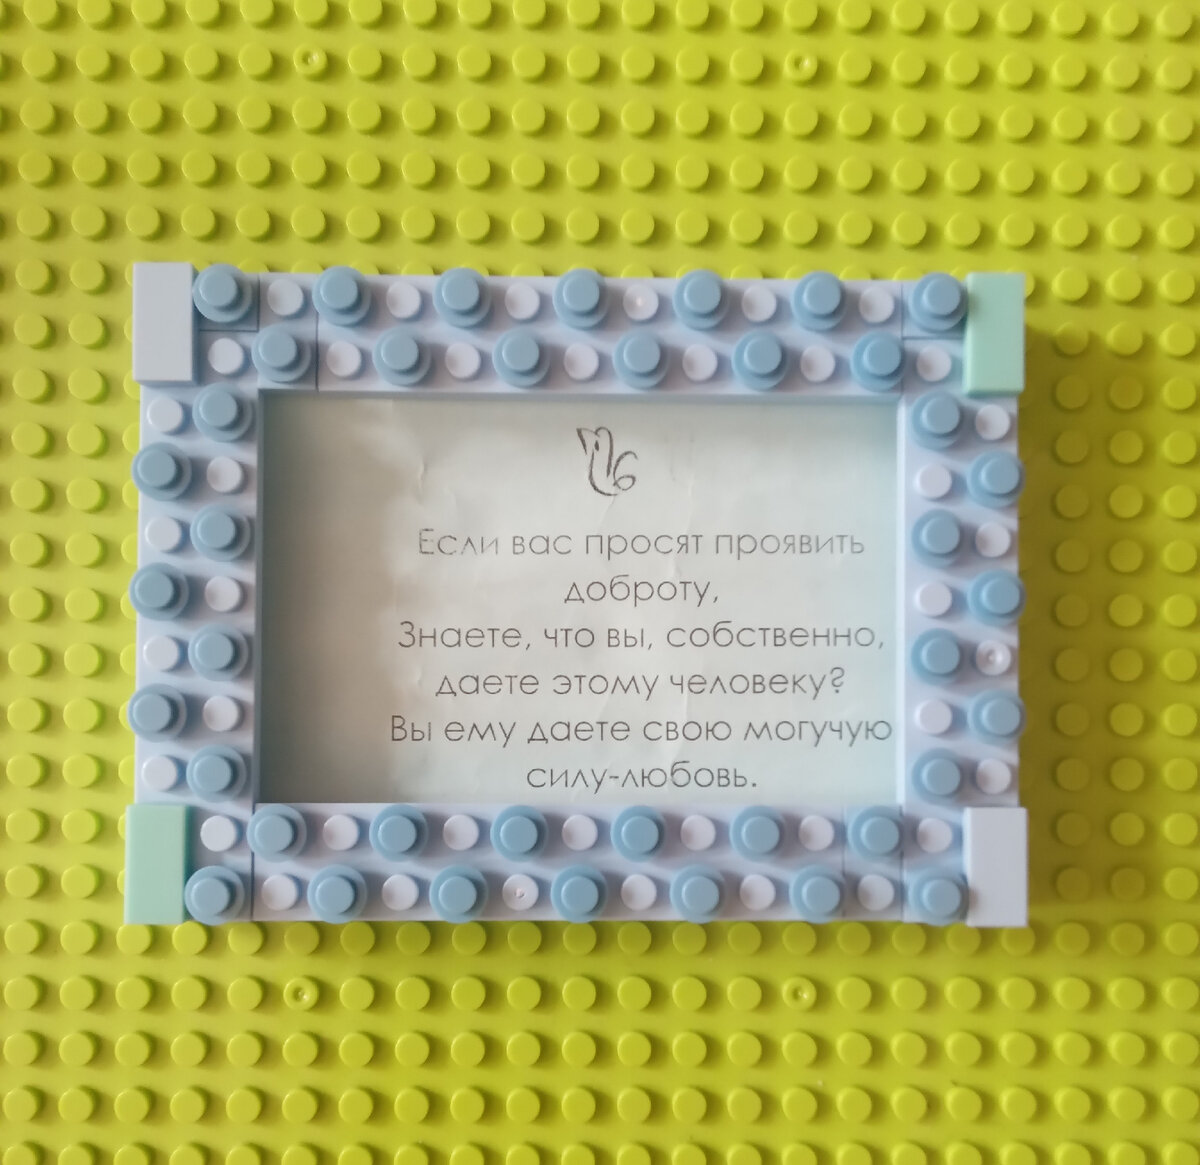 Если вас просят проявить
доброту,
Знаете, что вы, собственно,
даете этому человеку?
Вы ему даете свою могучую
силу-любовь.